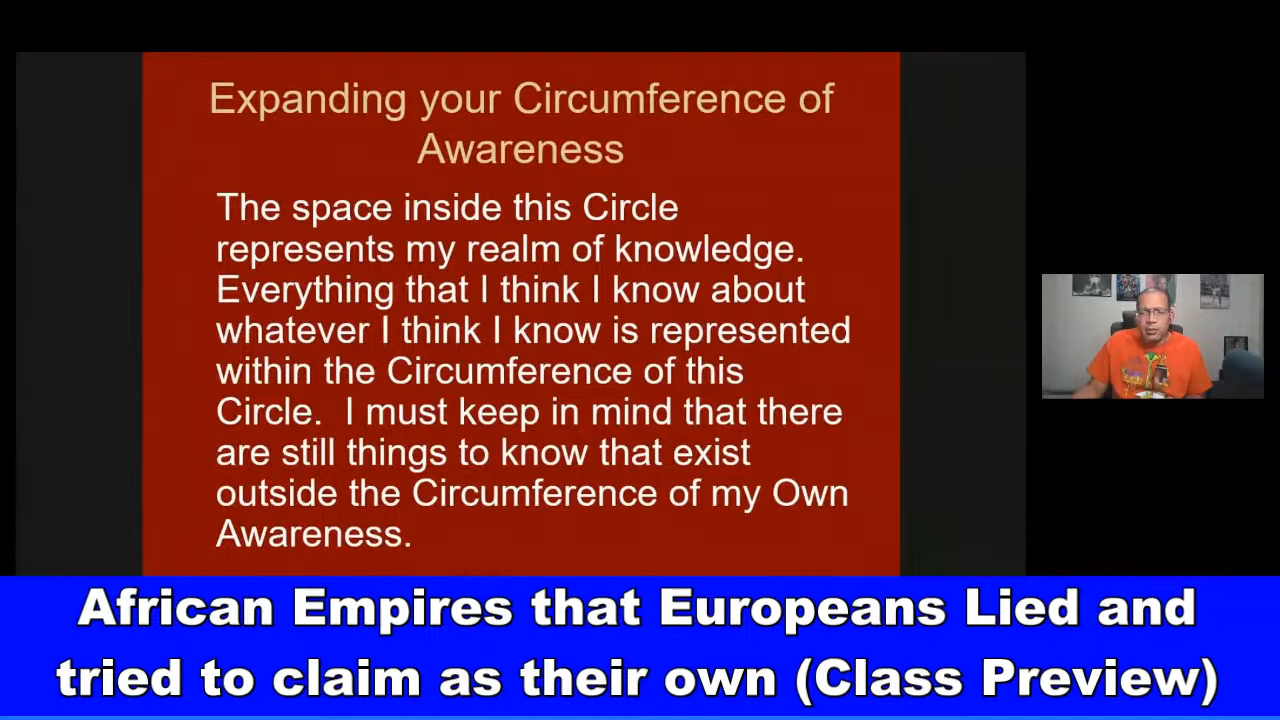 Expanding your Circumference of
Awareness
The space inside this Circle
represents my realm of knowledge.
Everything that I think I know about
whatever I think I know is represented
within the Circumference of this
Circle. I must keep in mind that there
are still things to know that exist
outside the Circumference of my Own
Awareness.
African Empires that Europeans Lied and
tried to claim as their own (Class Preview)